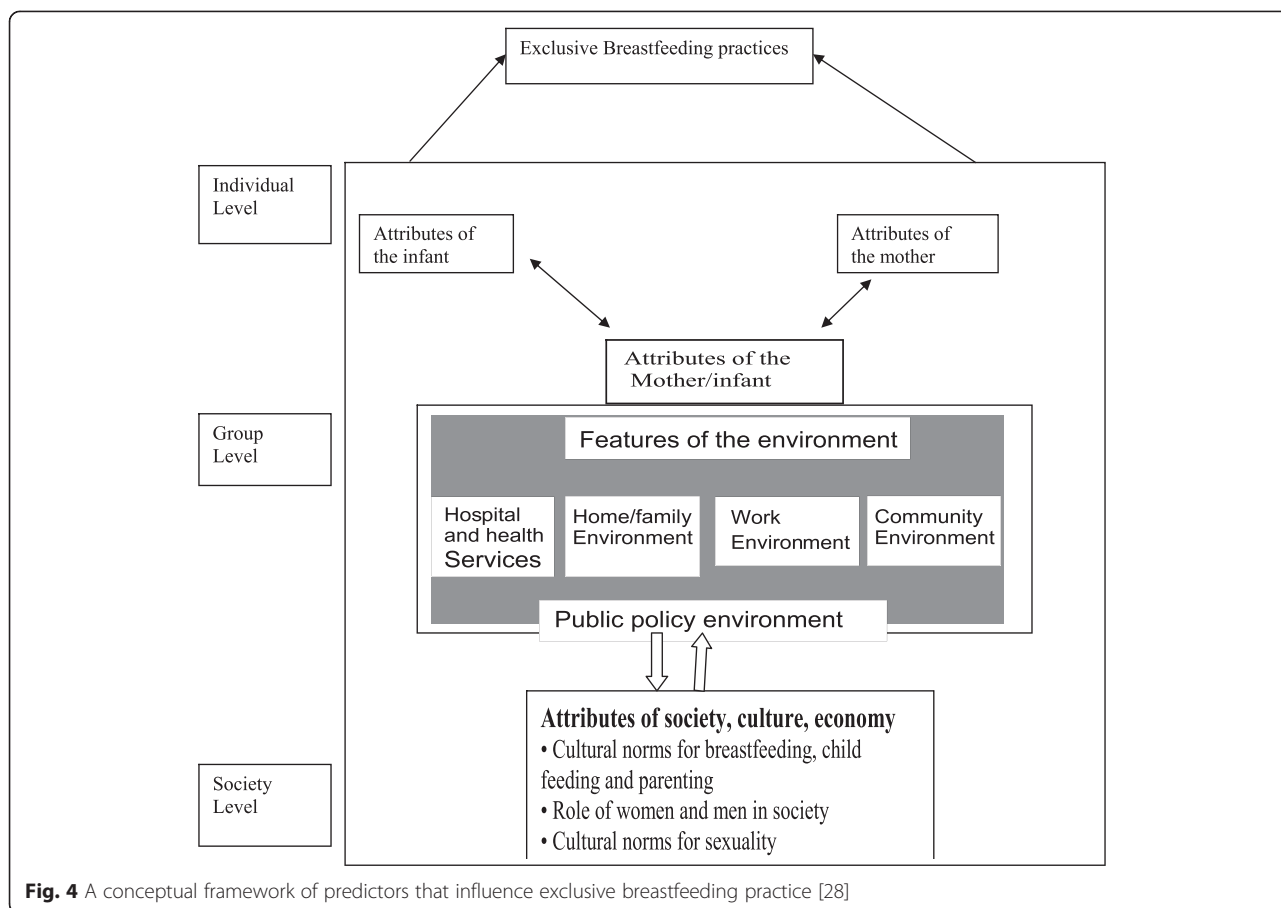 Exclusive Breastfeeding practices
Individual
Level
Attributes of
the infant
Attributes of
the mother
Attributes of the
Mother/infant
Group
Level
Features of the environment
Hospital
and health
Services
Home/family
Environment
Work
Environment
Community
Environment
Public policy environment
Society
Level
Attributes of society, culture, economy
• Cultural norms for breastfeeding, child
feeding and parenting
• Role of women and men in society
• Cultural norms for sexuality
Fig. 4 A conceptual framework of predictors that influence exclusive breastfeeding practice [28]